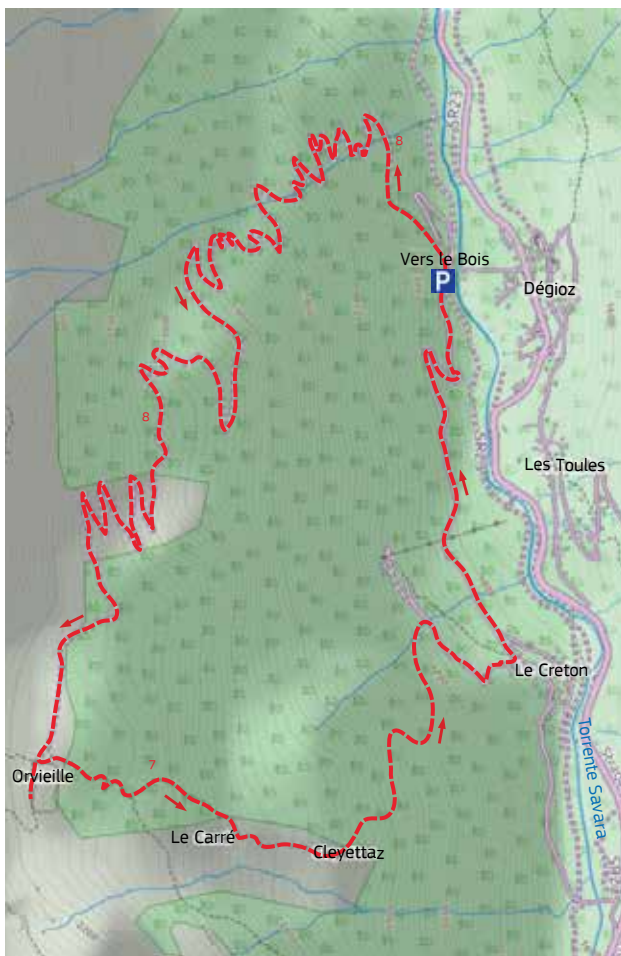 SR23
8
Vers le Bois
P
Dégioz
8
Les Toules
Le Creton
Torrente Savara
Orvieille
7
Le Carré
Cleyettaz